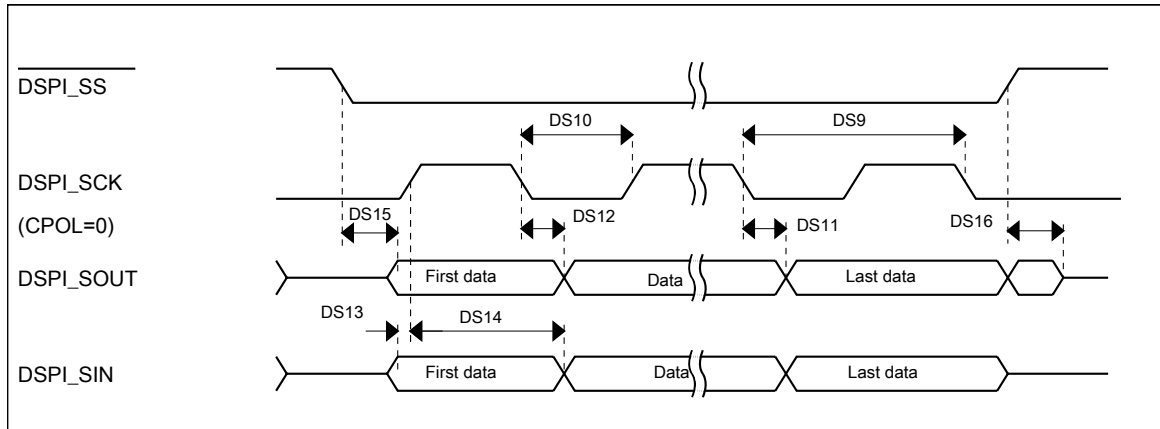 DSPI_SS
DS10
DS9
DSPI_SCK
DS15
DS12
DS11
DS16
(CPOL=0)
DSPI_SOUT
First data
Data
Last data
DS13
DS14
DSPI_SIN
First data
Data
Last data